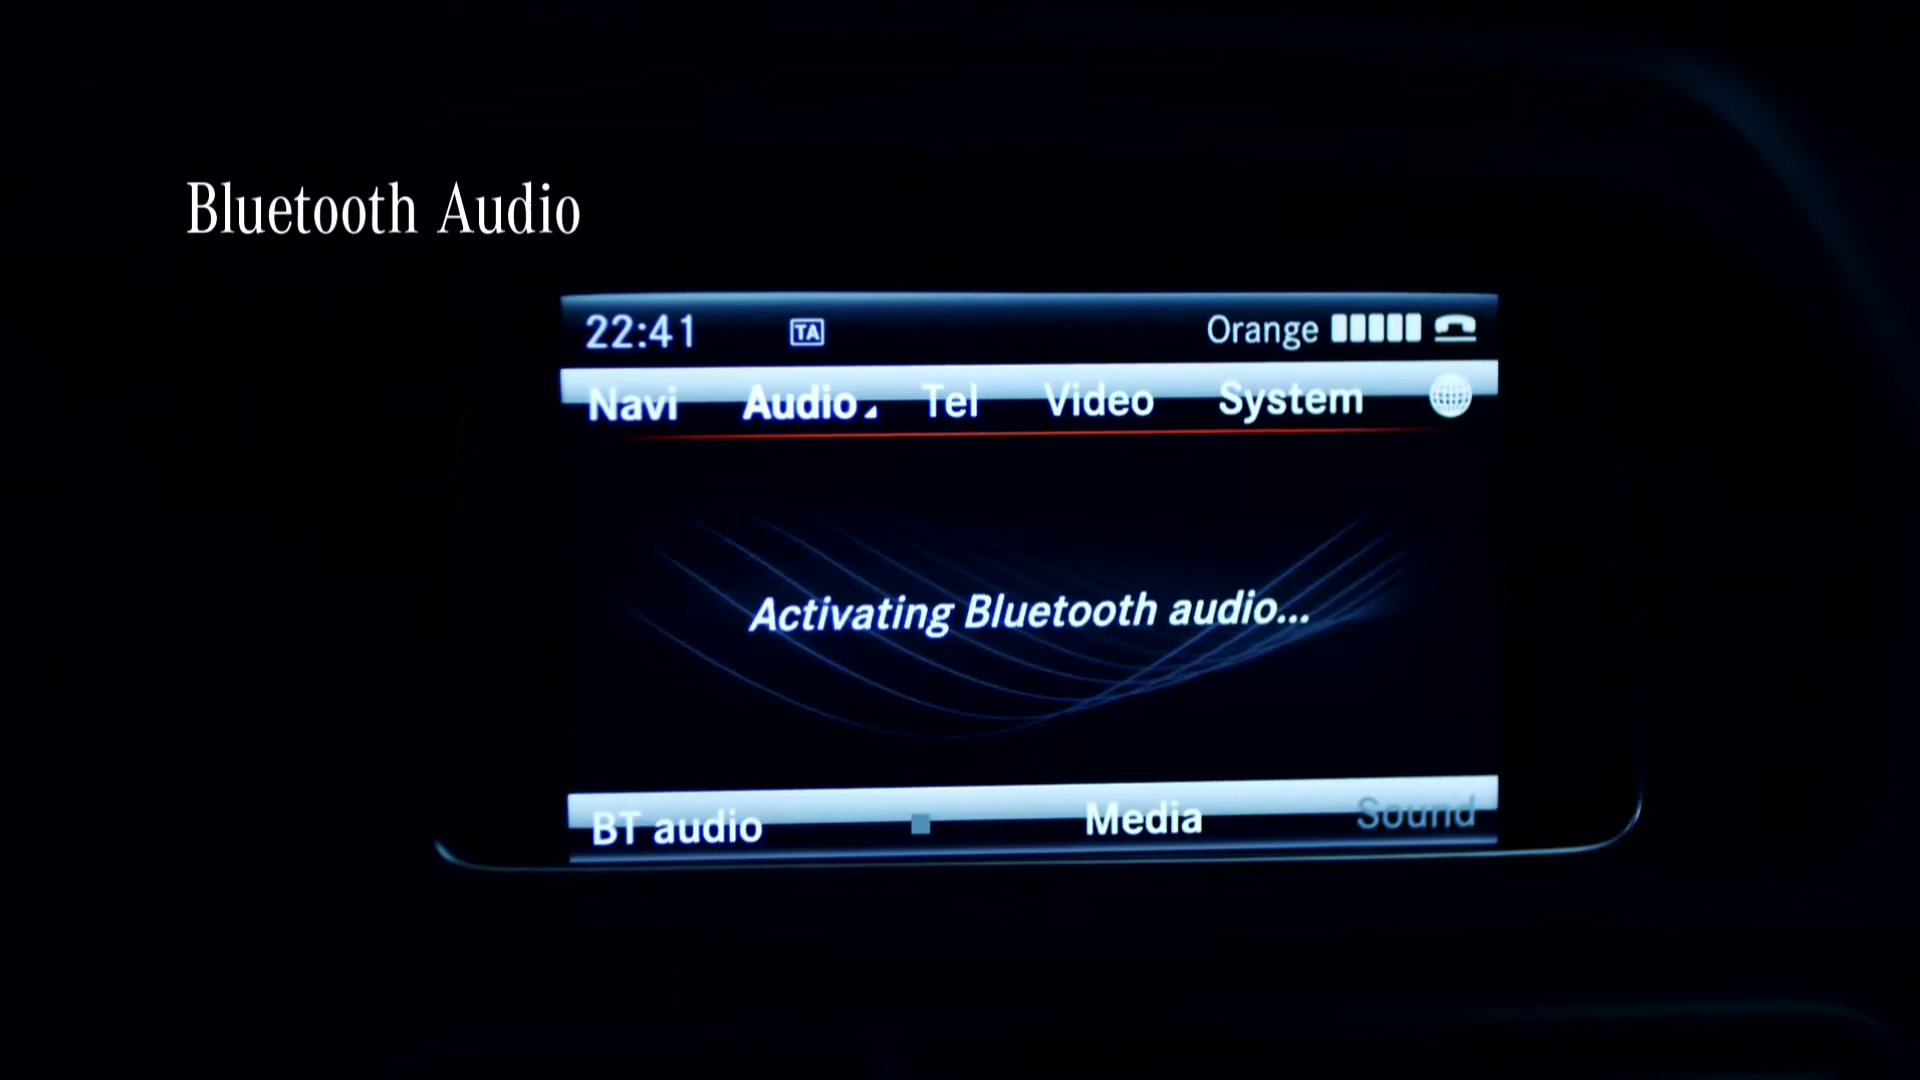 Bluetooth Audio
22:41 TA Orange
Navi Audio Tel Video System
Activating Bluetooth audio...
BT audio Media Sound